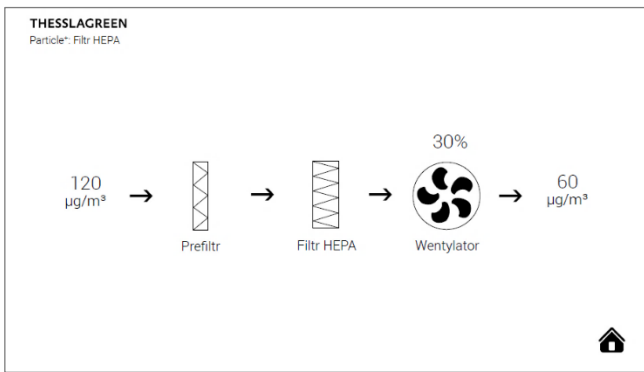 THESSLAGREEN
Particle⁺: Filtr HEPA
30%
120
µg/m³
60
µg/m³
Prefiltr
Filtr HEPA
Wentylator